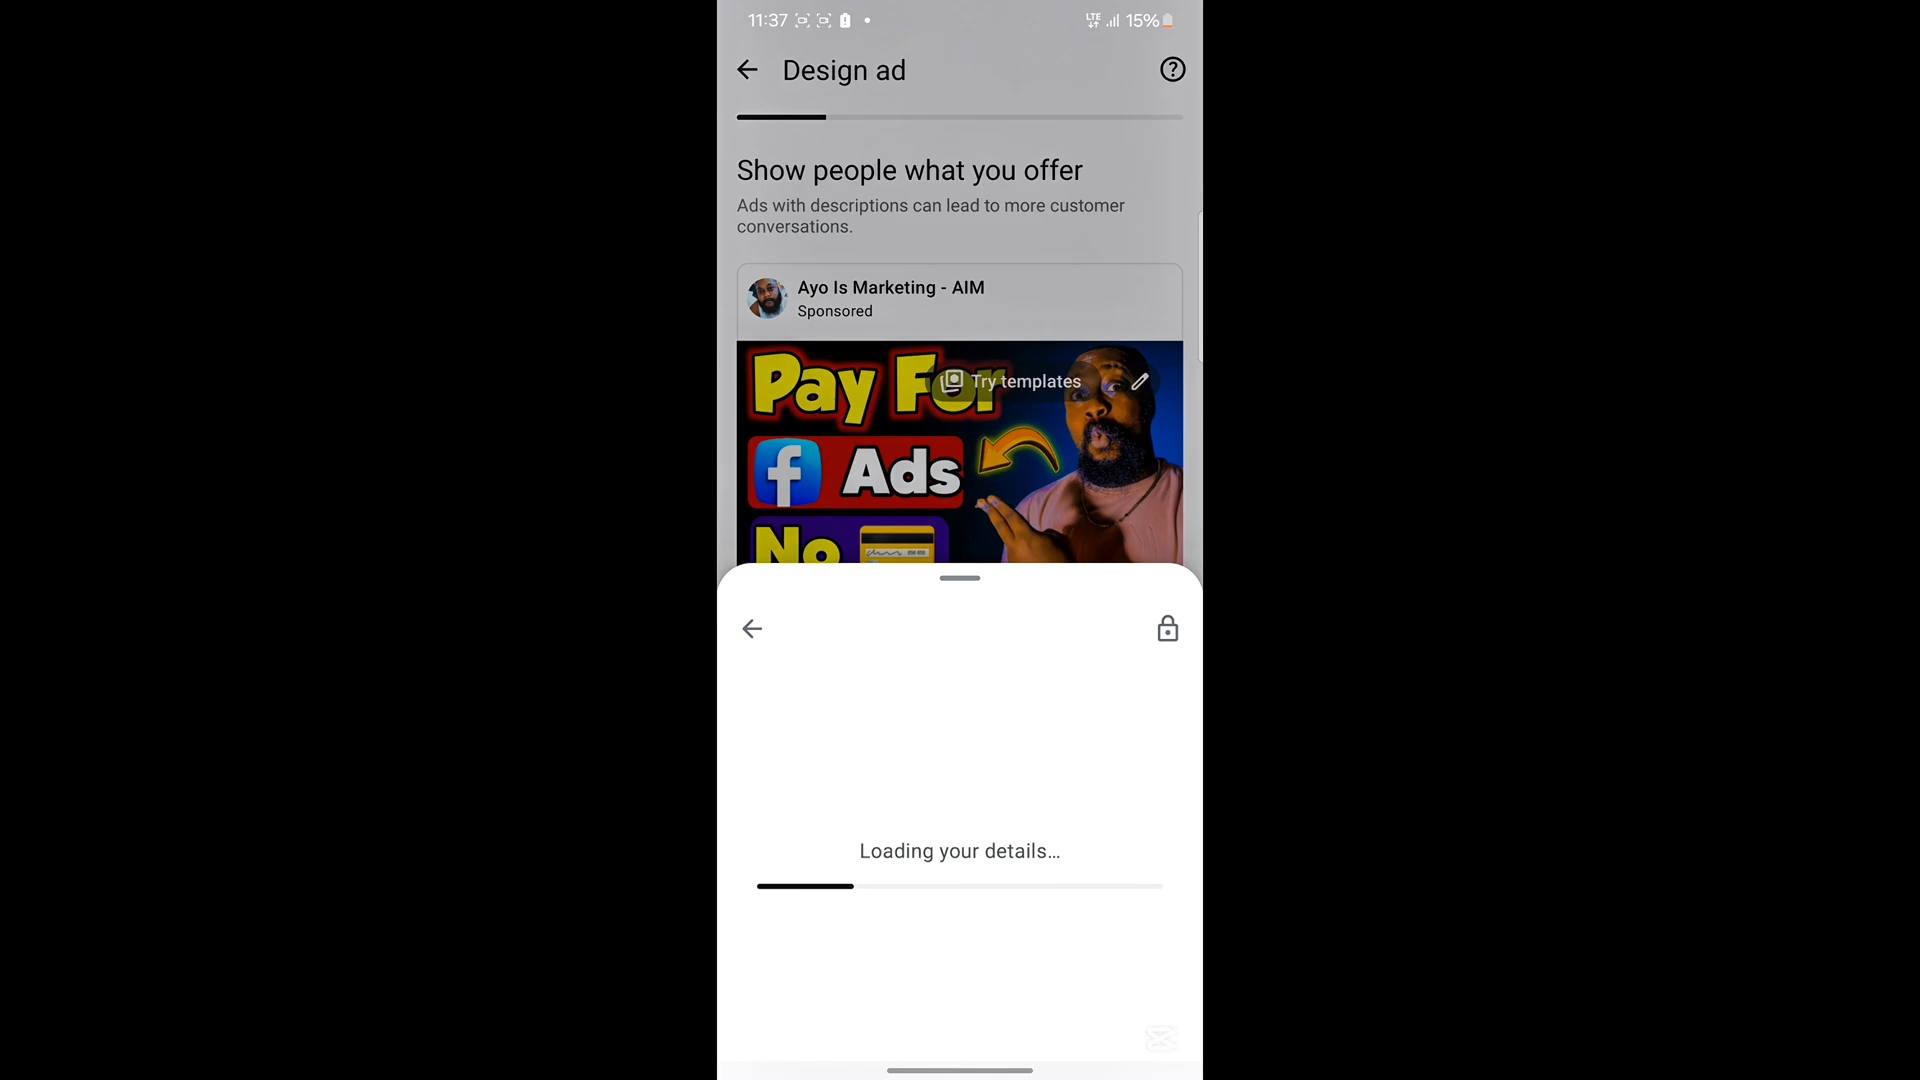 11:37
LTE 15%
Design ad
Show people what you offer
Ads with descriptions can lead to more customer
conversations.
Ayo Is Marketing - AIM
Sponsored
Pay For
Try templates
f Ads
No
Loading your details...